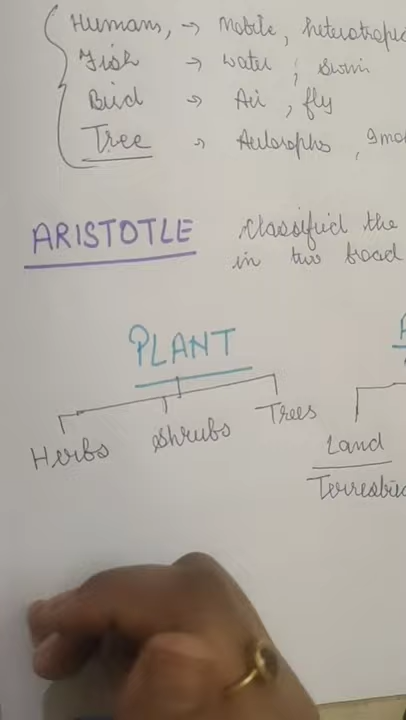 Humans, → Mobile, heterotrophic
Fish → water ; swim
Bird → Air , fly
Tree → Autotrophs ,
ARISTOTLE classified the
in two broad
PLANT
Herbs Shrubs Trees
Land